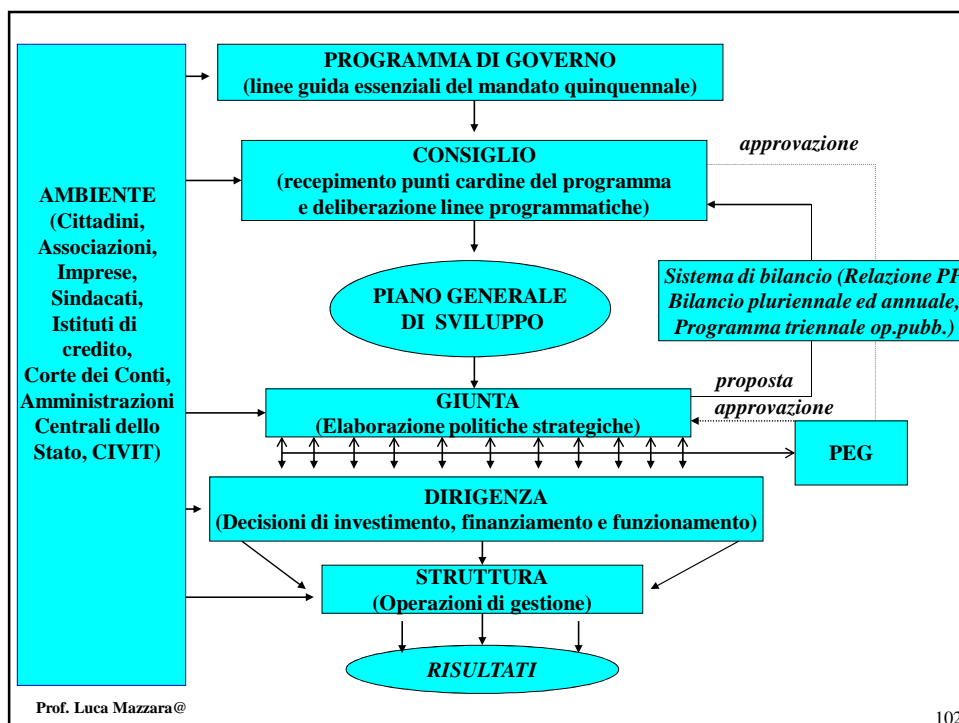 PROGRAMMA DI GOVERNO
(linee guida essenziali del mandato quinquennale)
approvazione
CONSIGLIO
(recepimento punti cardine del programma
e deliberazione linee programmatiche)
AMBIENTE
(Cittadini,
Associazioni,
Imprese,
Sindacati,
Istituti di
credito,
Corte dei Conti,
Amministrazioni
Centrali dello
Stato, CIVIT)
Sistema di bilancio (Relazione PP
Bilancio pluriennale ed annuale,
Programma triennale op.pubb.)
PIANO GENERALE
DI SVILUPPO
proposta
approvazione
GIUNTA
(Elaborazione politiche strategiche)
PEG
DIRIGENZA
(Decisioni di investimento, finanziamento e funzionamento)
STRUTTURA
(Operazioni di gestione)
RISULTATI
Prof. Luca Mazzara@
102